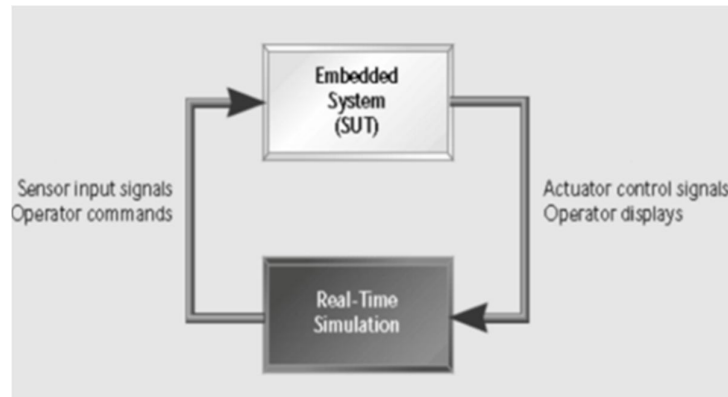 Embedded
System
(SUT)
Sensor input signals
Operator commands
Actuator control signals
Operator displays
Real-Time
Simulation